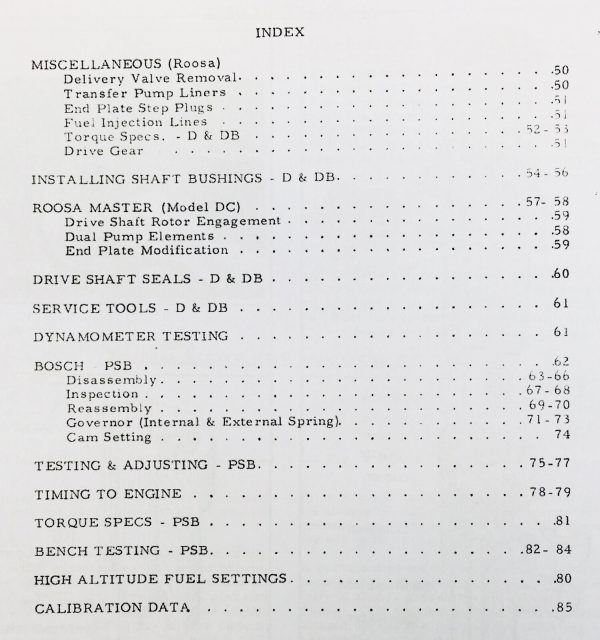 INDEX
MISCELLANEOUS (Roosa)
Delivery Valve Removal. . . . . . . . . . . . . . . . . . .50
Transfer Pump Liners . . . . . . . . . . . . . . . . . . .50
End Plate Step Plugs . . . . . . . . . . . . . . . . . . .51
Fuel Injection Lines . . . . . . . . . . . . . . . . . . .51
Torque Specs. - D & DB . . . . . . . . . . . . . . . . 52-53
Drive Gear . . . . . . . . . . . . . . . . . . . . .51
INSTALLING SHAFT BUSHINGS - D & DB. . . . . . . . . . . . .54-56
ROOSA MASTER (Model DC) . . . . . . . . . . . . . . . . .57-58
Drive Shaft Rotor Engagement . . . . . . . . . . . . . . . .59
Dual Pump Elements . . . . . . . . . . . . . . . . . . .58
End Plate Modification . . . . . . . . . . . . . . . . . .59
DRIVE SHAFT SEALS - D & DB . . . . . . . . . . . . . . . . .60
SERVICE TOOLS - D & DB . . . . . . . . . . . . . . . . . . 61
DYNAMOMETER TESTING . . . . . . . . . . . . . . . . . . 61
BOSCH PSB . . . . . . . . . . . . . . . . . . . . . .62
Disassembly. . . . . . . . . . . . . . . . . . . . .63-66
Inspection . . . . . . . . . . . . . . . . . . . . .67-68
Reassembly . . . . . . . . . . . . . . . . . . . . 69-70
Governor (Internal & External Spring). . . . . . . . . . . .71-73
Cam Setting . . . . . . . . . . . . . . . . . . . . . 74
TESTING & ADJUSTING - PSB. . . . . . . . . . . . . . . . . 75-77
TIMING TO ENGINE . . . . . . . . . . . . . . . . . . . .78-79
TORQUE SPECS - PSB . . . . . . . . . . . . . . . . . . . .81
BENCH TESTING - PSB. . . . . . . . . . . . . . . . . . .82-84
HIGH ALTITUDE FUEL SETTINGS. . . . . . . . . . . . . . . . .80
CALIBRATION DATA . . . . . . . . . . . . . . . . . . . . .85